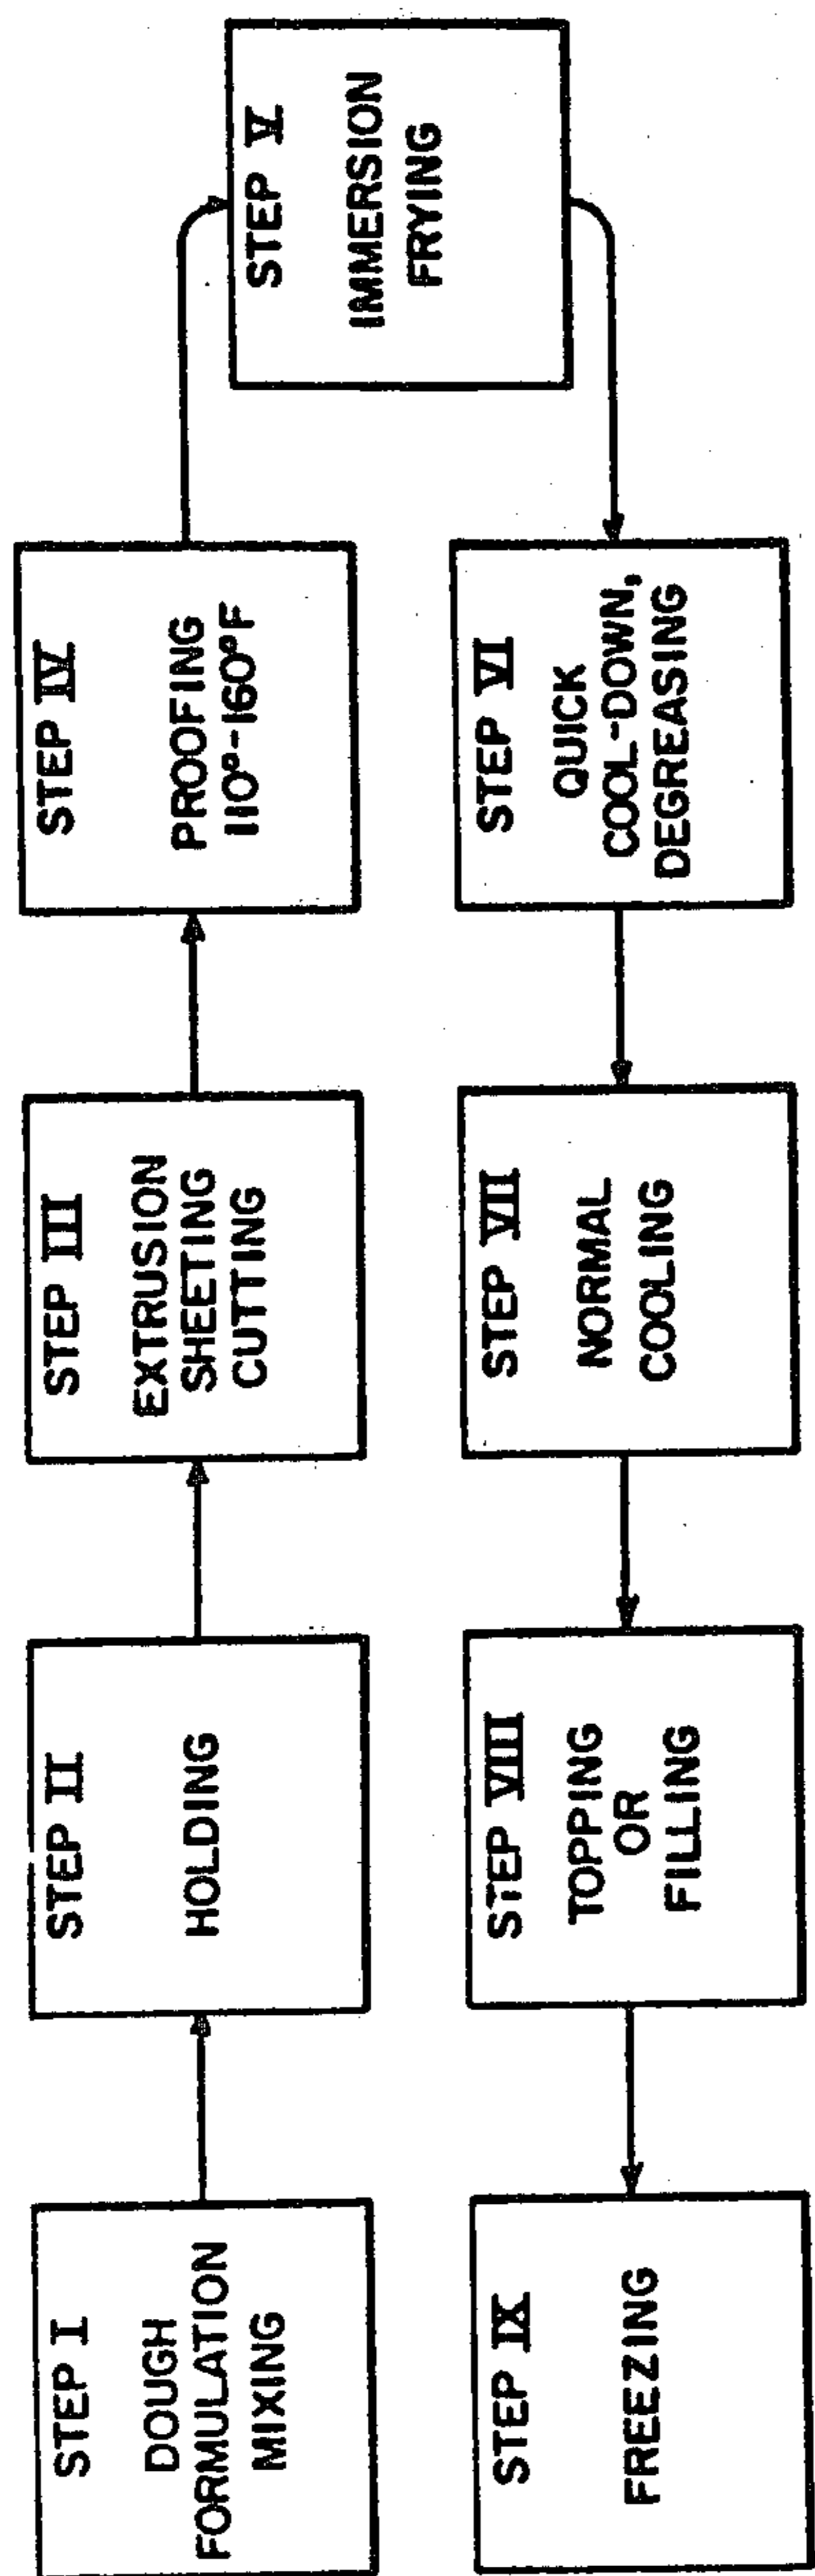 STEP I
DOUGH
FORMULATION
MIXING
STEP II
HOLDING
STEP III
EXTRUSION
SHEETING
CUTTING
STEP IV
PROOFING
110°-160°F
STEP V
IMMERSION
FRYING
STEP VI
QUICK
COOL-DOWN,
DEGREASING
STEP VII
NORMAL
COOLING
STEP VIII
TOPPING
OR
FILLING
STEP IX
FREEZING